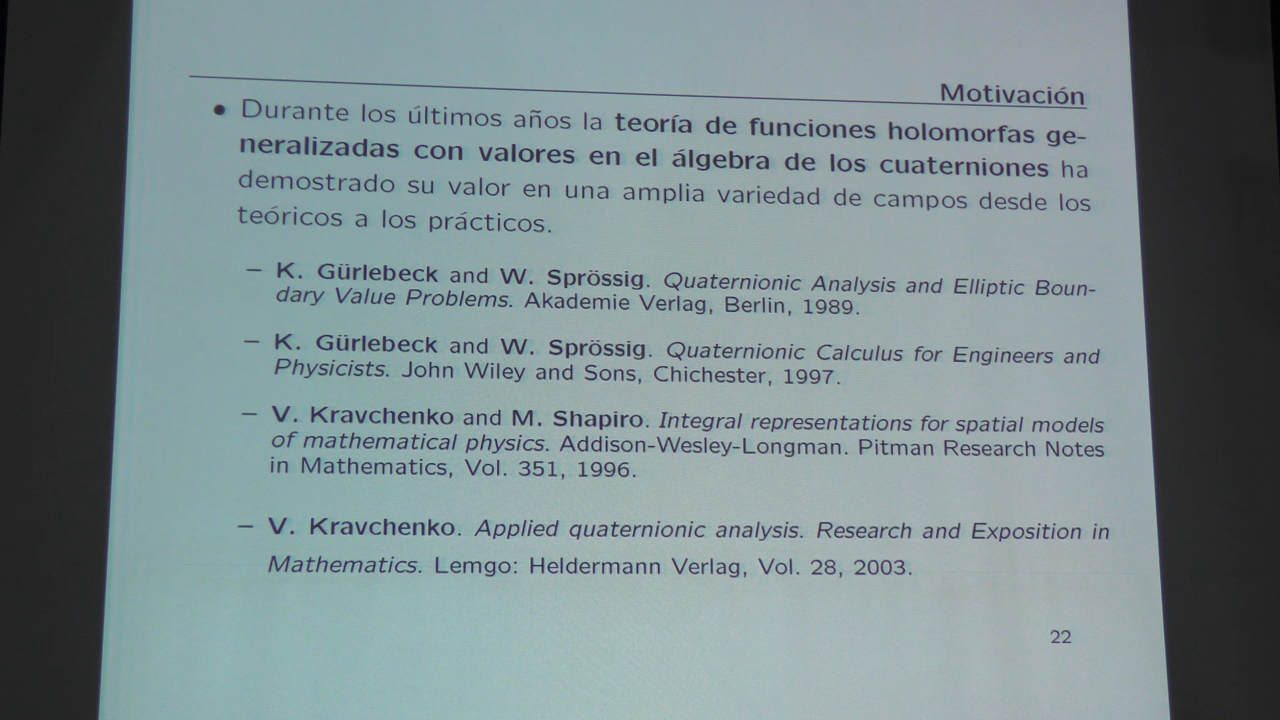 Motivación
• Durante los últimos años la teoría de funciones holomorfas ge-
neralizadas con valores en el álgebra de los cuaterniones ha
demostrado su valor en una amplia variedad de campos desde los
teóricos a los prácticos.
– K. Gürlebeck and W. Sprössig. Quaternionic Analysis and Elliptic Boun-
dary Value Problems. Akademie Verlag, Berlin, 1989.
– K. Gürlebeck and W. Sprössig. Quaternionic Calculus for Engineers and
Physicists. John Wiley and Sons, Chichester, 1997.
– V. Kravchenko and M. Shapiro. Integral representations for spatial models
of mathematical physics. Addison-Wesley-Longman. Pitman Research Notes
in Mathematics, Vol. 351, 1996.
– V. Kravchenko. Applied quaternionic analysis. Research and Exposition in
Mathematics. Lemgo: Heldermann Verlag, Vol. 28, 2003.
22